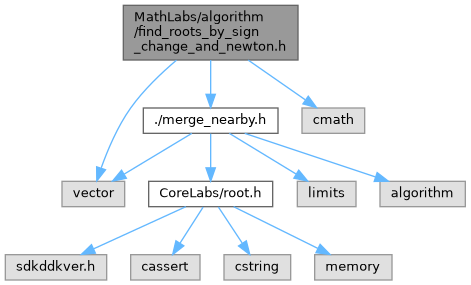 MathLabs/algorithm
/find_roots_by_sign
_change_and_newton.h
./merge_nearby.h
cmath
vector
CoreLabs/root.h
limits
algorithm
sdkddkver.h
cassert
cstring
memory